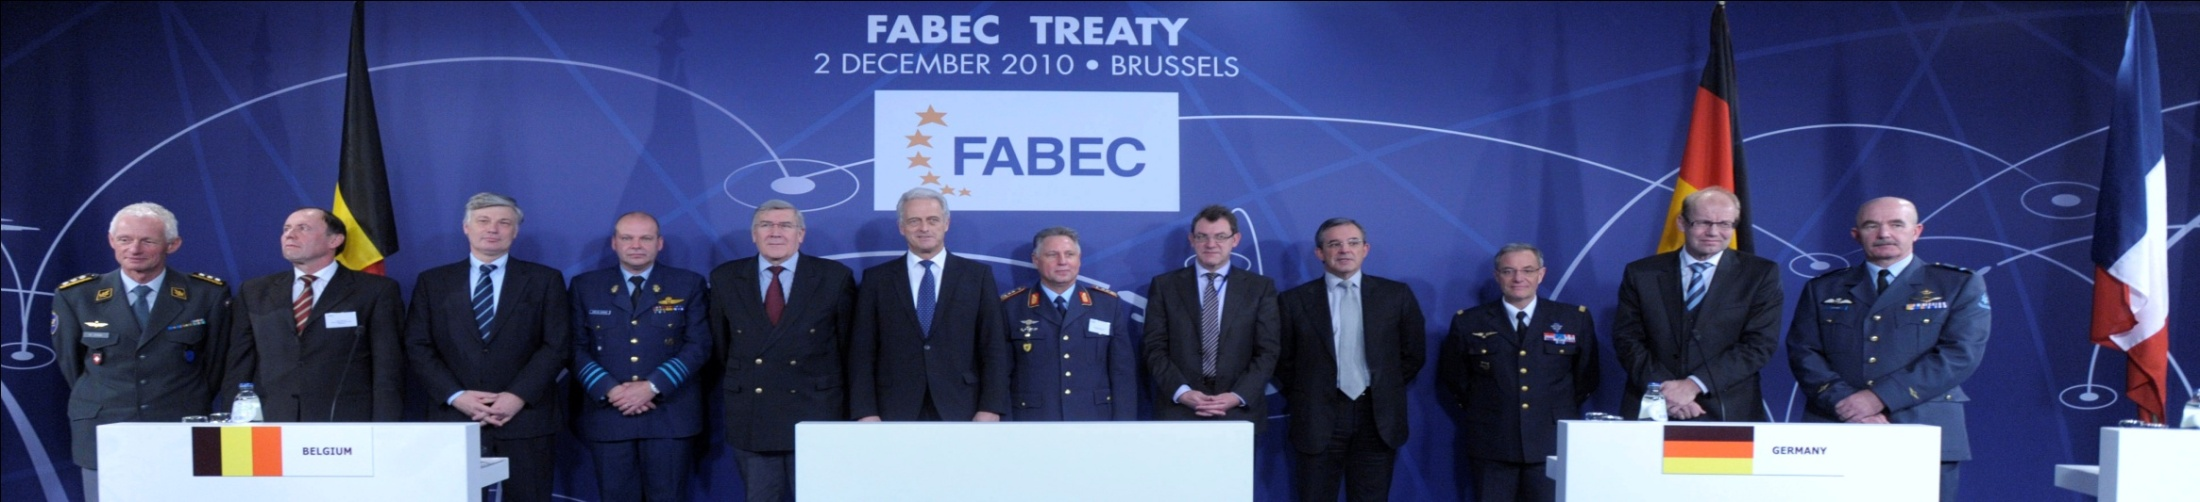 FABEC TREATY
2 DECEMBER 2010 • BRUSSELS
FABEC
BELGIUM
GERMANY